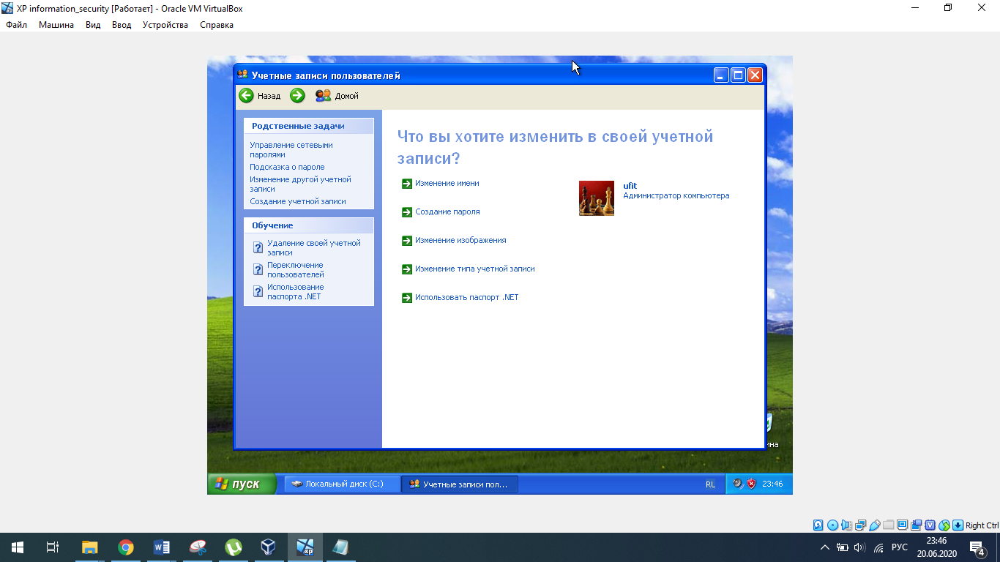 XP information_security [Работает] - Oracle VM VirtualBox
Файл Машина Вид Ввод Устройства Справка
Учетные записи пользователей
Назад Домой
Родственные задачи
Управление сетевыми
паролями
Подсказка о пароле
Изменение другой учетной
записи
Создание учетной записи
Обучение
Удаление своей учетной
записи
Переключение
пользователей
Использование
паспорта .NET
Что вы хотите изменить в своей учетной
записи?
Изменение имени
Создание пароля
Изменение изображения
Изменение типа учетной записи
Использовать паспорт .NET
ufit
Администратор компьютера
пуск Локальный диск (C:) Учетные записи пол... RL 23:46
Right Ctrl
W XP РУС 23:46
20.06.2020 4